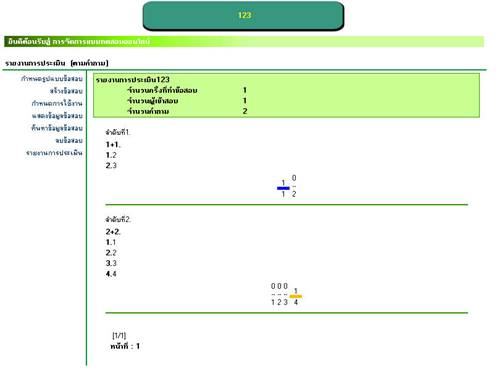 123
ยินดีต้อนรับสู่ การจัดการแบบทดสอบออนไลน์
รายงานการประเมิน (ตามคำถาม)
กำหนดรูปแบบข้อสอบ
สร้างข้อสอบ
กำหนดการใช้งาน
แสดงข้อมูลข้อสอบ
ค้นหาข้อมูลข้อสอบ
ลบข้อสอบ
รายงานการประเมิน
รายงานการประเมิน123
จำนวนครั้งที่ทำข้อสอบ 1
จำนวนผู้เข้าสอบ 1
จำนวนคำถาม 2
ลำดับที่1.
1+1.
1.2
2.3
1 0
1 2
ลำดับที่2.
2+2.
1.1
2.2
3.3
4.4
0 0 0 1
1 2 3 4
[1/1]
หน้าที่ : 1